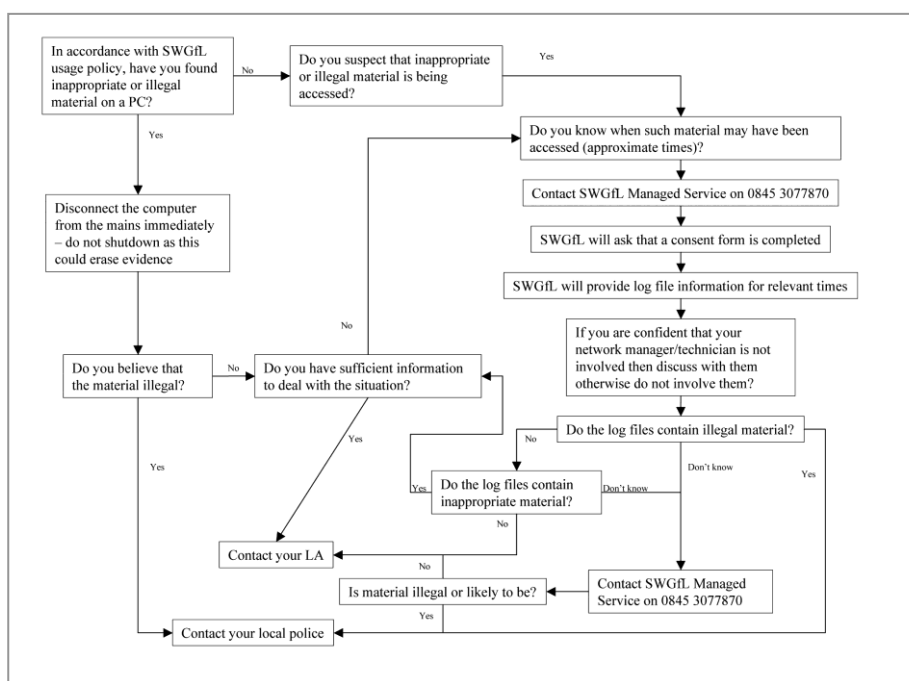 In accordance with SWGfL
usage policy, have you found
inappropriate or illegal
material on a PC?
No
Do you suspect that inappropriate
or illegal material is being
accessed?
Yes
Yes
Do you know when such material may have been
accessed (approximate times)?
Contact SWGfL Managed Service on 0845 3077870
Disconnect the computer
from the mains immediately
– do not shutdown as this
could erase evidence
SWGfL will ask that a consent form is completed
SWGfL will provide log file information for relevant times
No
If you are confident that your
network manager/technician is not
involved then discuss with them
otherwise do not involve them?
Do you believe that
the material illegal?
No
Do you have sufficient information
to deal with the situation?
Do the log files contain illegal material?
Yes
Yes
No
Don't know
Yes
Do the log files contain
inappropriate material?
Yes
Don't know
No
Contact your LA
No
Is material illegal or likely to be?
Contact SWGfL Managed
Service on 0845 3077870
Yes
Contact your local police